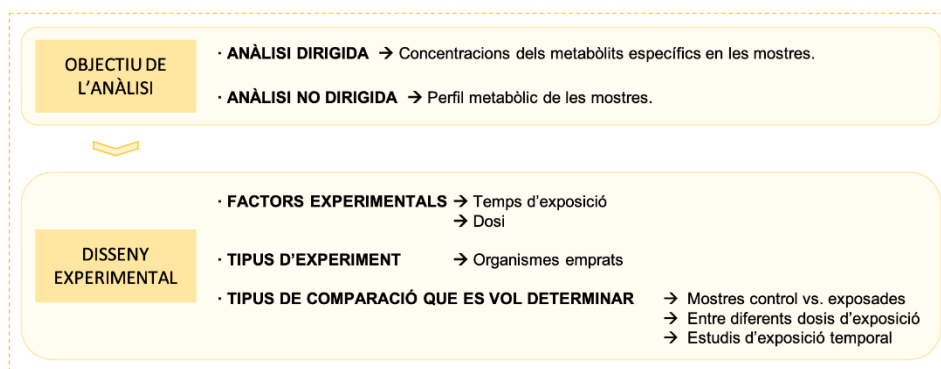 OBJECTIU DE
L'ANÀLISI
· ANÀLISI DIRIGIDA → Concentracions dels metabòlits específics en les mostres.
· ANÀLISI NO DIRIGIDA → Perfil metabòlic de les mostres.
DISSENY
EXPERIMENTAL
· FACTORS EXPERIMENTALS → Temps d'exposició
→ Dosi
· TIPUS D'EXPERIMENT → Organismes emprats
· TIPUS DE COMPARACIÓ QUE ES VOL DETERMINAR → Mostres control vs. exposades
→ Entre diferents dosis d'exposició
→ Estudis d'exposició temporal